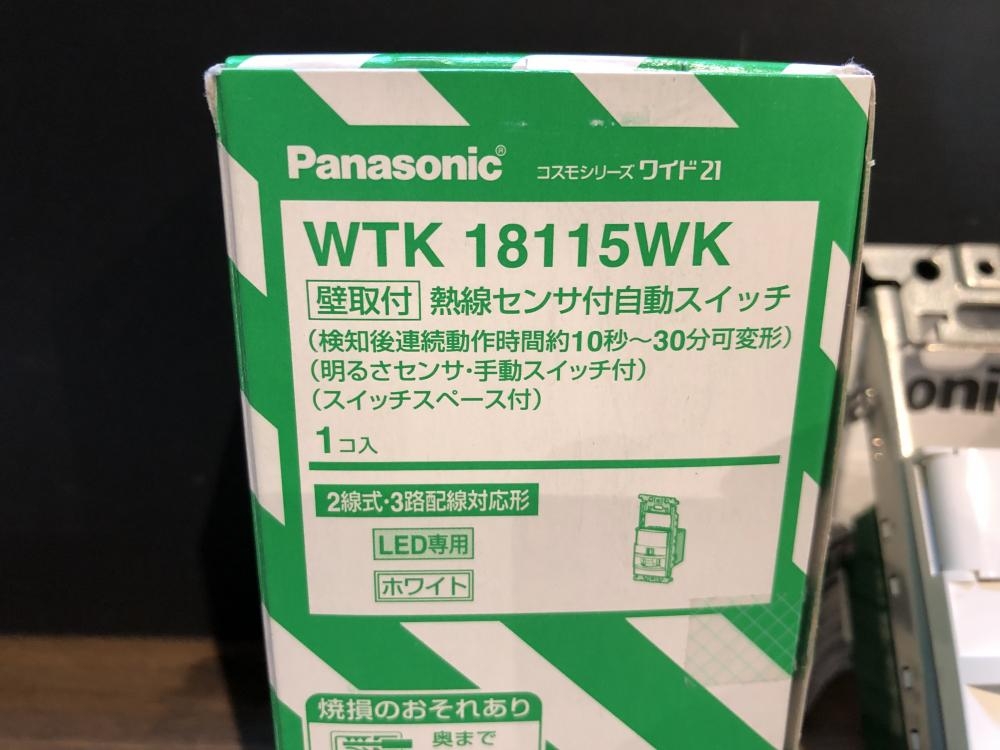 Panasonic® コスモシリーズ ワイド21
WTK 18115WK
壁取付 熱線センサ付自動スイッチ
(検知後連続動作時間約10秒～30分可変形)
(明るさセンサ・手動スイッチ付)
(スイッチスペース付)
1コ入
2線式・3路配線対応形
LED専用
ホワイト
焼損のおそれあり
奥まで
onic